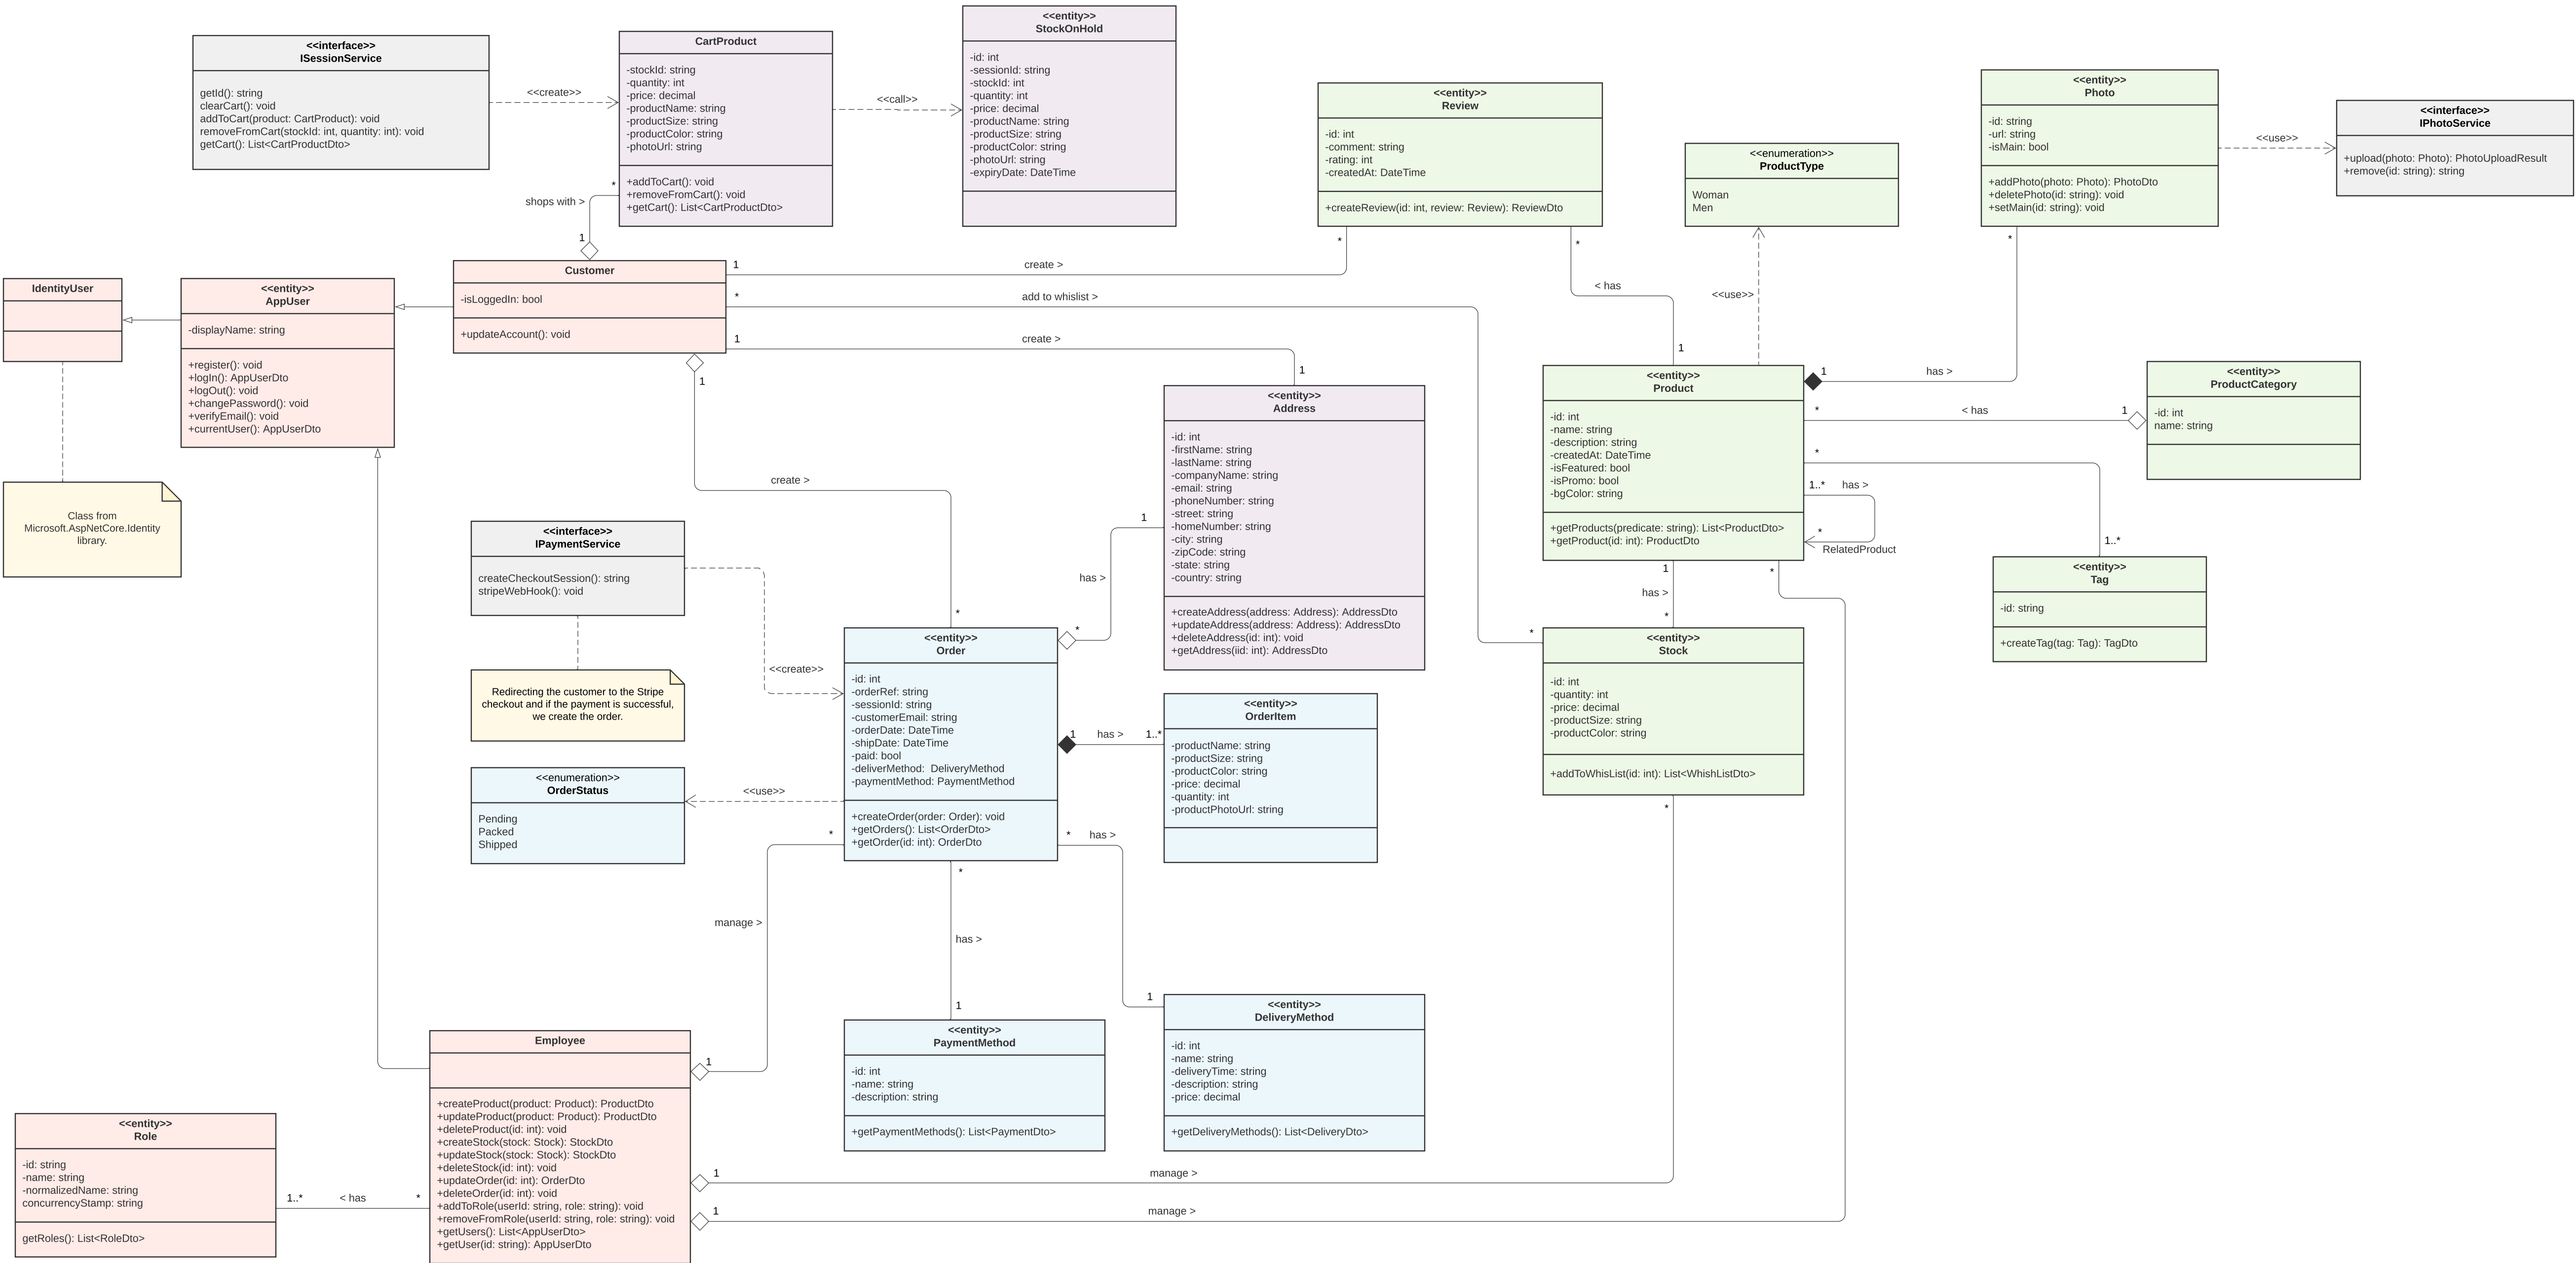 <<interface>>
ISessionService
getId(): string
clearCart(): void
addToCart(product: CartProduct): void
removeFromCart(stockId: int, quantity: int): void
getCart(): List<CartProductDto>
<<create>>
CartProduct
-stockId: string
-quantity: int
-price: decimal
-productName: string
-productSize: string
-productColor: string
-photoUrl: string
+addToCart(): void
+removeFromCart(): void
+getCart(): List<CartProductDto>
<<call>>
<<entity>>
StockOnHold
-id: int
-sessionId: string
-stockId: int
-quantity: int
-price: decimal
-productName: string
-productSize: string
-productColor: string
-photoUrl: string
-expiryDate: DateTime
<<entity>>
Review
-id: int
-comment: string
-rating: int
-createdAt: DateTime
+createReview(id: int, review: Review): ReviewDto
<<enumeration>>
ProductType
Woman
Men
<<entity>>
Photo
-id: string
-url: string
-isMain: bool
+addPhoto(photo: Photo): PhotoDto
+deletePhoto(id: string): void
+setMain(id: string): void
<<use>>
<<interface>>
IPhotoService
+upload(photo: Photo): PhotoUploadResult
+remove(id: string): string
*
shops with >
1
IdentityUser
<<entity>>
AppUser
-displayName: string
+register(): void
+logIn(): AppUserDto
+logOut(): void
+changePassword(): void
+verifyEmail(): void
+currentUser(): AppUserDto
Customer
-isLoggedIn: bool
+updateAccount(): void
1
create >
*
*
add to whislist >
*
1
create >
1
*
< has
1
<<use>>
*
1
has >
Class from
Microsoft.AspNetCore.Identity
library.
1
create >
*
<<entity>>
Address
-id: int
-firstName: string
-lastName: string
-companyName: string
-email: string
-phoneNumber: string
-street: string
-homeNumber: string
-city: string
-zipCode: string
-state: string
-country: string
+createAddress(address: Address): AddressDto
+updateAddress(address: Address): AddressDto
+deleteAddress(id: int): void
+getAddress(iid: int): AddressDto
1
has >
*
<<entity>>
Product
-id: int
-name: string
-description: string
-createdAt: DateTime
-isFeatured: bool
-isPromo: bool
-bgColor: string
+getProducts(predicate: string): List<ProductDto>
+getProduct(id: int): ProductDto
*
< has
1
<<entity>>
ProductCategory
-id: int
name: string
*
1..*
1..*
has >
*
RelatedProduct
<<entity>>
Tag
-id: string
+createTag(tag: Tag): TagDto
1
has >
*
*
<<entity>>
Stock
-id: int
-quantity: int
-price: decimal
-productSize: string
-productColor: string
+addToWhisList(id: int): List<WhishListDto>
*
<<interface>>
IPaymentService
createCheckoutSession(): string
stripeWebHook(): void
<<create>>
Redirecting the customer to the Stripe
checkout and if the payment is successful,
we create the order.
<<entity>>
Order
-id: int
-orderRef: string
-sessionId: string
-customerEmail: string
-orderDate: DateTime
-shipDate: DateTime
-paid: bool
-deliverMethod:  DeliveryMethod
-paymentMethod: PaymentMethod
+createOrder(order: Order): void
+getOrders(): List<OrderDto>
+getOrder(id: int): OrderDto
1
has >
1..*
<<entity>>
OrderItem
-productName: string
-productSize: string
-productColor: string
-price: decimal
-quantity: int
-productPhotoUrl: string
<<enumeration>>
OrderStatus
Pending
Packed
Shipped
<<use>>
*
manage >
1
*
has >
1
*
has >
1
<<entity>>
PaymentMethod
-id: int
-name: string
-description: string
+getPaymentMethods(): List<PaymentDto>
<<entity>>
DeliveryMethod
-id: int
-name: string
-deliveryTime: string
-description: string
-price: decimal
+getDeliveryMethods(): List<DeliveryDto>
Employee
+createProduct(product: Product): ProductDto
+updateProduct(product: Product): ProductDto
+deleteProduct(id: int): void
+createStock(stock: Stock): StockDto
+updateStock(stock: Stock): StockDto
+deleteStock(id: int): void
+updateOrder(id: int): OrderDto
+deleteOrder(id: int): void
+addToRole(userId: string, role: string): void
+removeFromRole(userId: string, role: string): void
+getUsers(): List<AppUserDto>
+getUser(id: string): AppUserDto
1
manage >
1
manage >
<<entity>>
Role
-id: string
-name: string
-normalizedName: string
concurrencyStamp: string
getRoles(): List<RoleDto>
1..*
< has
*